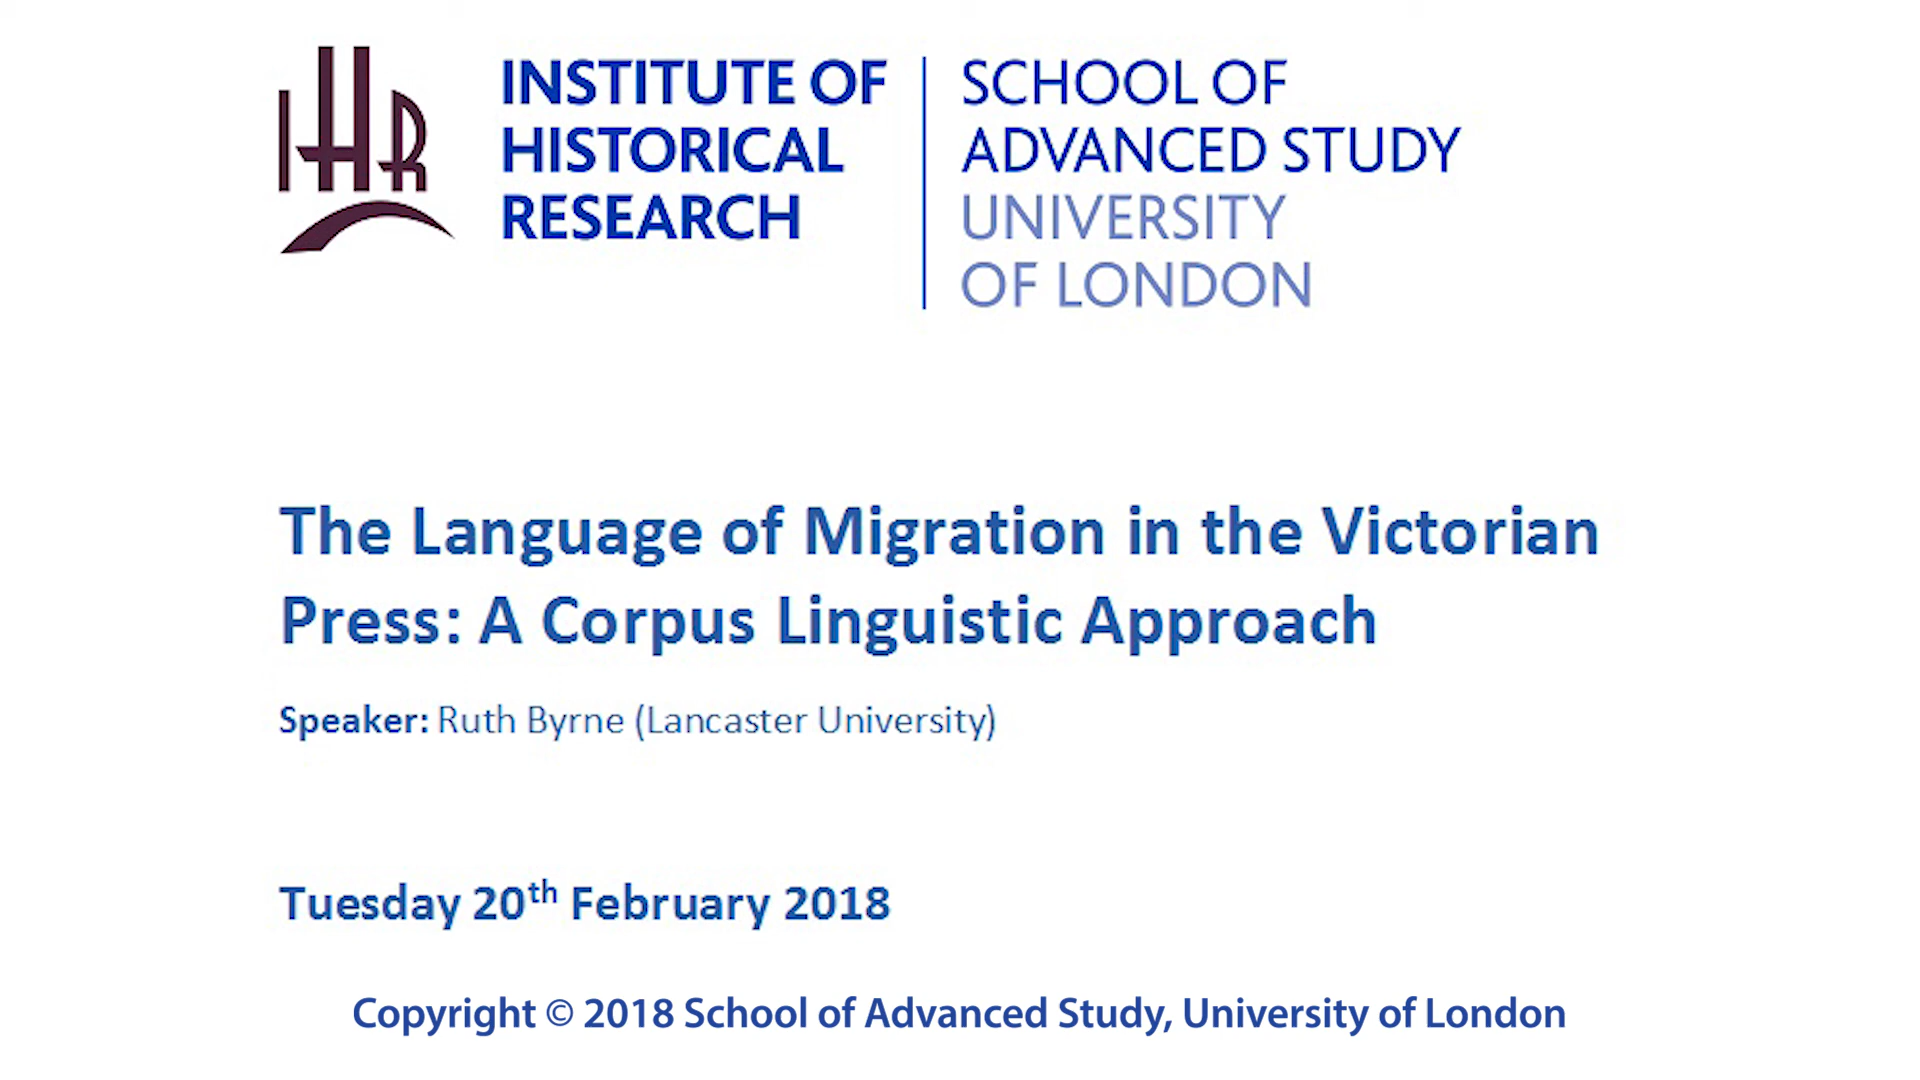 IHR
INSTITUTE OF
HISTORICAL
RESEARCH
SCHOOL OF
ADVANCED STUDY
UNIVERSITY
OF LONDON
The Language of Migration in the Victorian
Press: A Corpus Linguistic Approach
Speaker: Ruth Byrne (Lancaster University)
Tuesday 20th February 2018
Copyright © 2018 School of Advanced Study, University of London